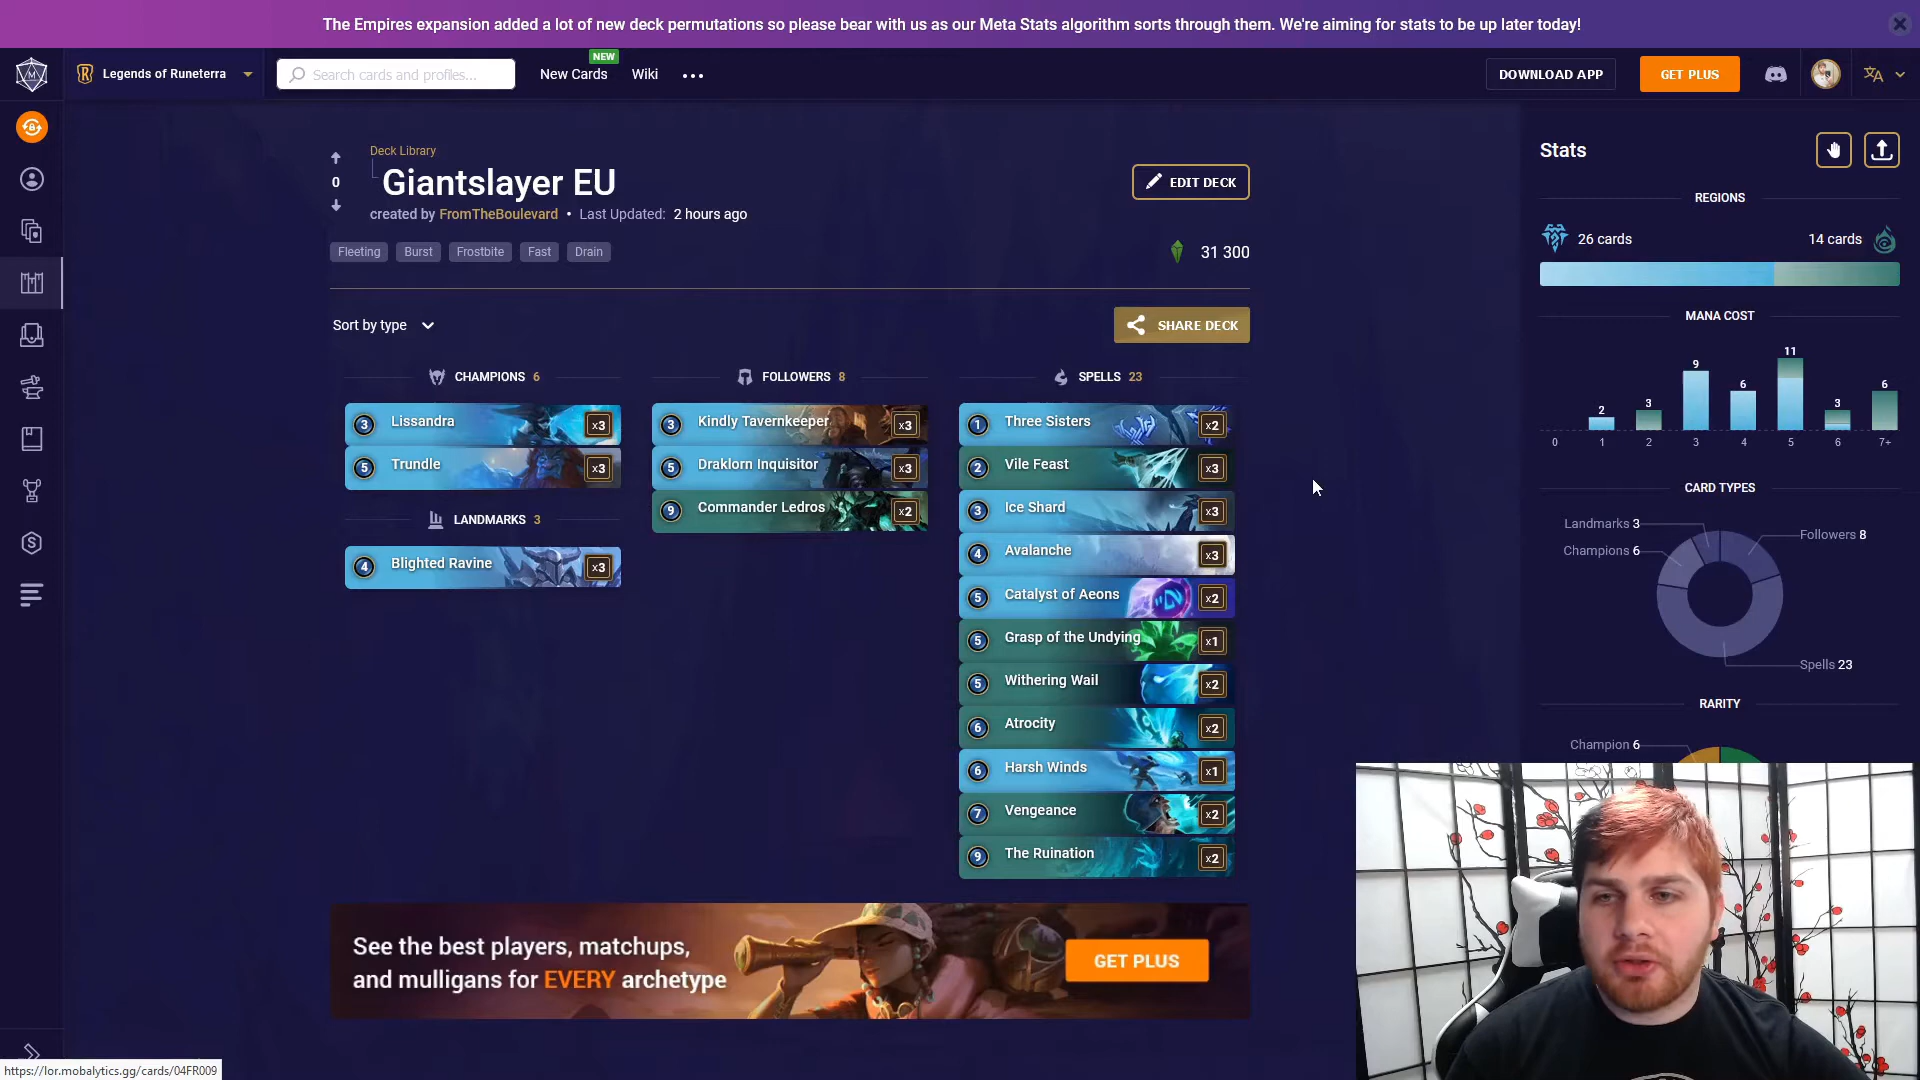 The Empires expansion added a lot of new deck permutations so please bear with us as our Meta Stats algorithm sorts through them. We're aiming for stats to be up later today!
Legends of Runeterra
Search cards and profiles...
NEW
New Cards
Wiki
DOWNLOAD APP
GET PLUS
Deck Library
0
Giantslayer EU
created by FromTheBoulevard • Last Updated: 2 hours ago
EDIT DECK
Fleeting
Burst
Frostbite
Fast
Drain
31 300
Sort by type
SHARE DECK
CHAMPIONS 6
3 Lissandra x3
5 Trundle x3
LANDMARKS 3
4 Blighted Ravine x3
FOLLOWERS 8
3 Kindly Tavernkeeper x3
5 Draklorn Inquisitor x3
9 Commander Ledros x2
SPELLS 23
1 Three Sisters x2
2 Vile Feast x3
3 Ice Shard x3
4 Avalanche x3
5 Catalyst of Aeons x2
5 Grasp of the Undying x1
5 Withering Wail x2
6 Atrocity x2
6 Harsh Winds x1
7 Vengeance x2
9 The Ruination x2
See the best players, matchups,
and mulligans for EVERY archetype
GET PLUS
Stats
REGIONS
26 cards
14 cards
MANA COST
2 3 9 6 11 3 6
0 1 2 3 4 5 6 7+
CARD TYPES
Landmarks 3
Champions 6
Followers 8
Spells 23
RARITY
Champion 6
https://lor.mobalytics.gg/cards/04FR009